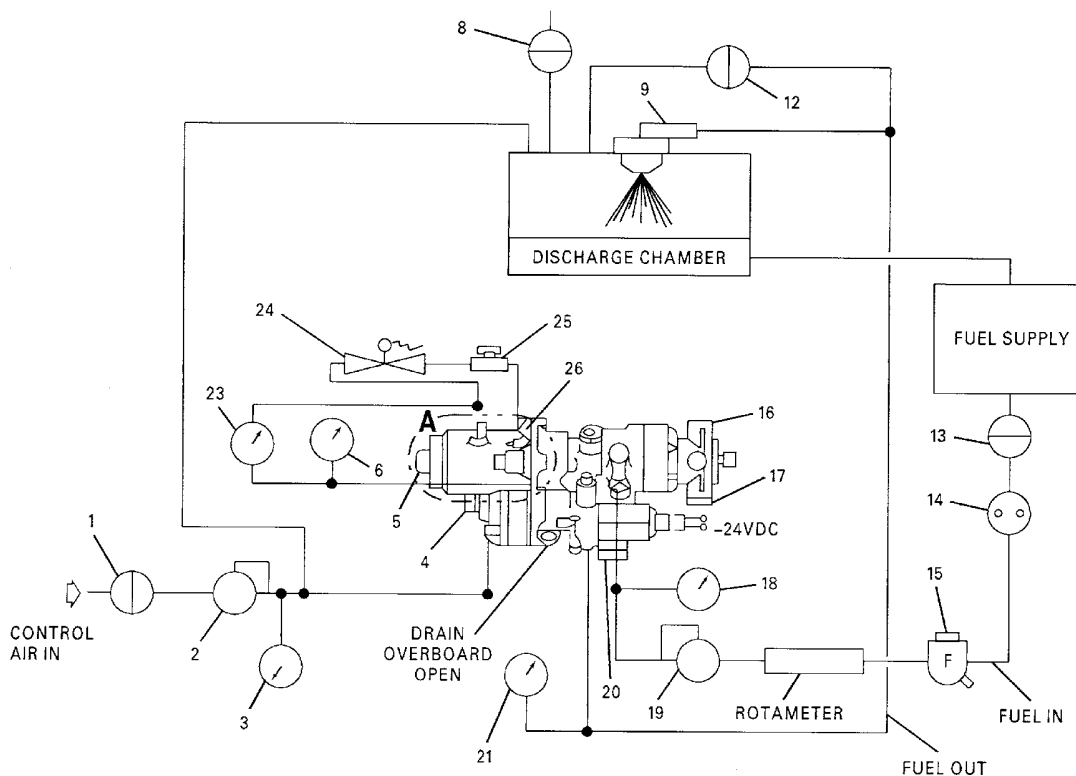 8
12
9
DISCHARGE CHAMBER
24
25
FUEL SUPPLY
26
23
A
16
13
6
17
5
14
1
4
-24VDC
18
15
CONTROL
AIR IN
2
DRAIN
OVERBOARD
OPEN
F
3
20
19
ROTAMETER
FUEL IN
21
FUEL OUT